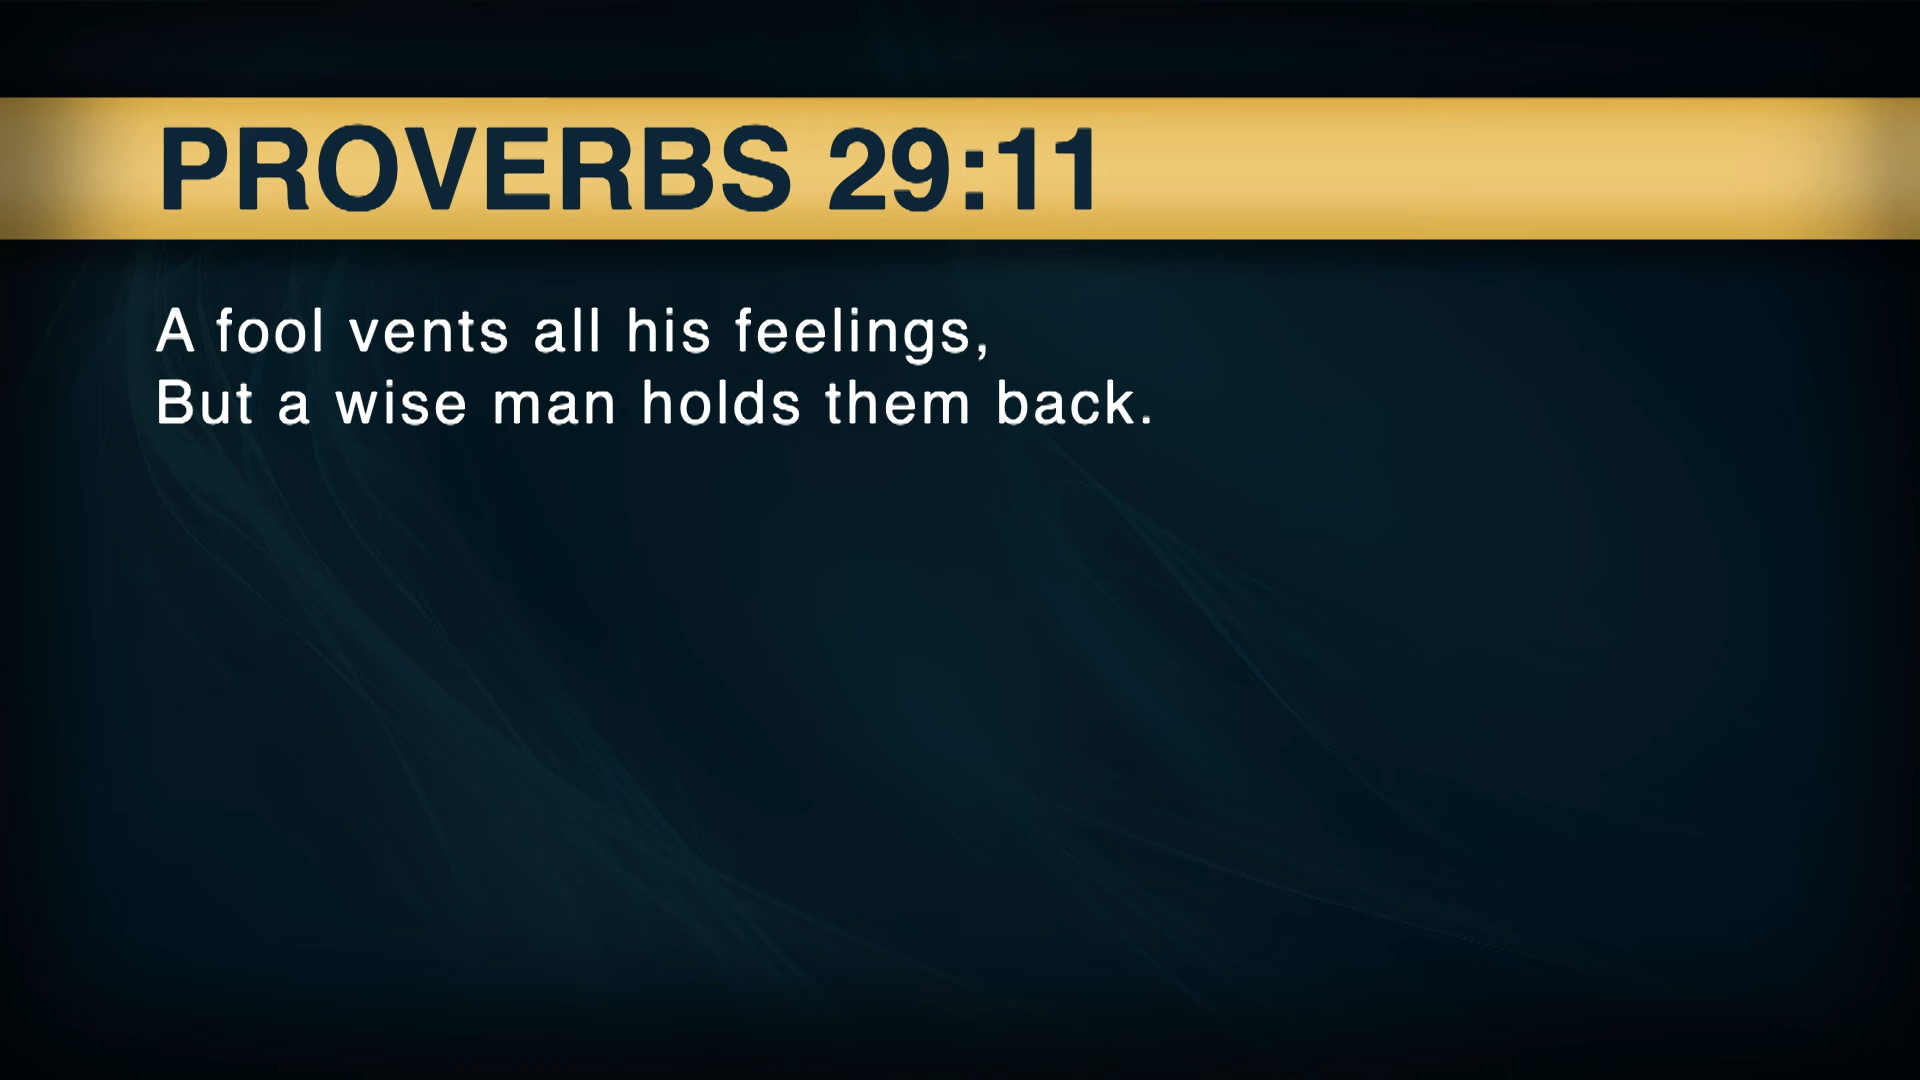 PROVERBS 29:11
A fool vents all his feelings,
But a wise man holds them back.